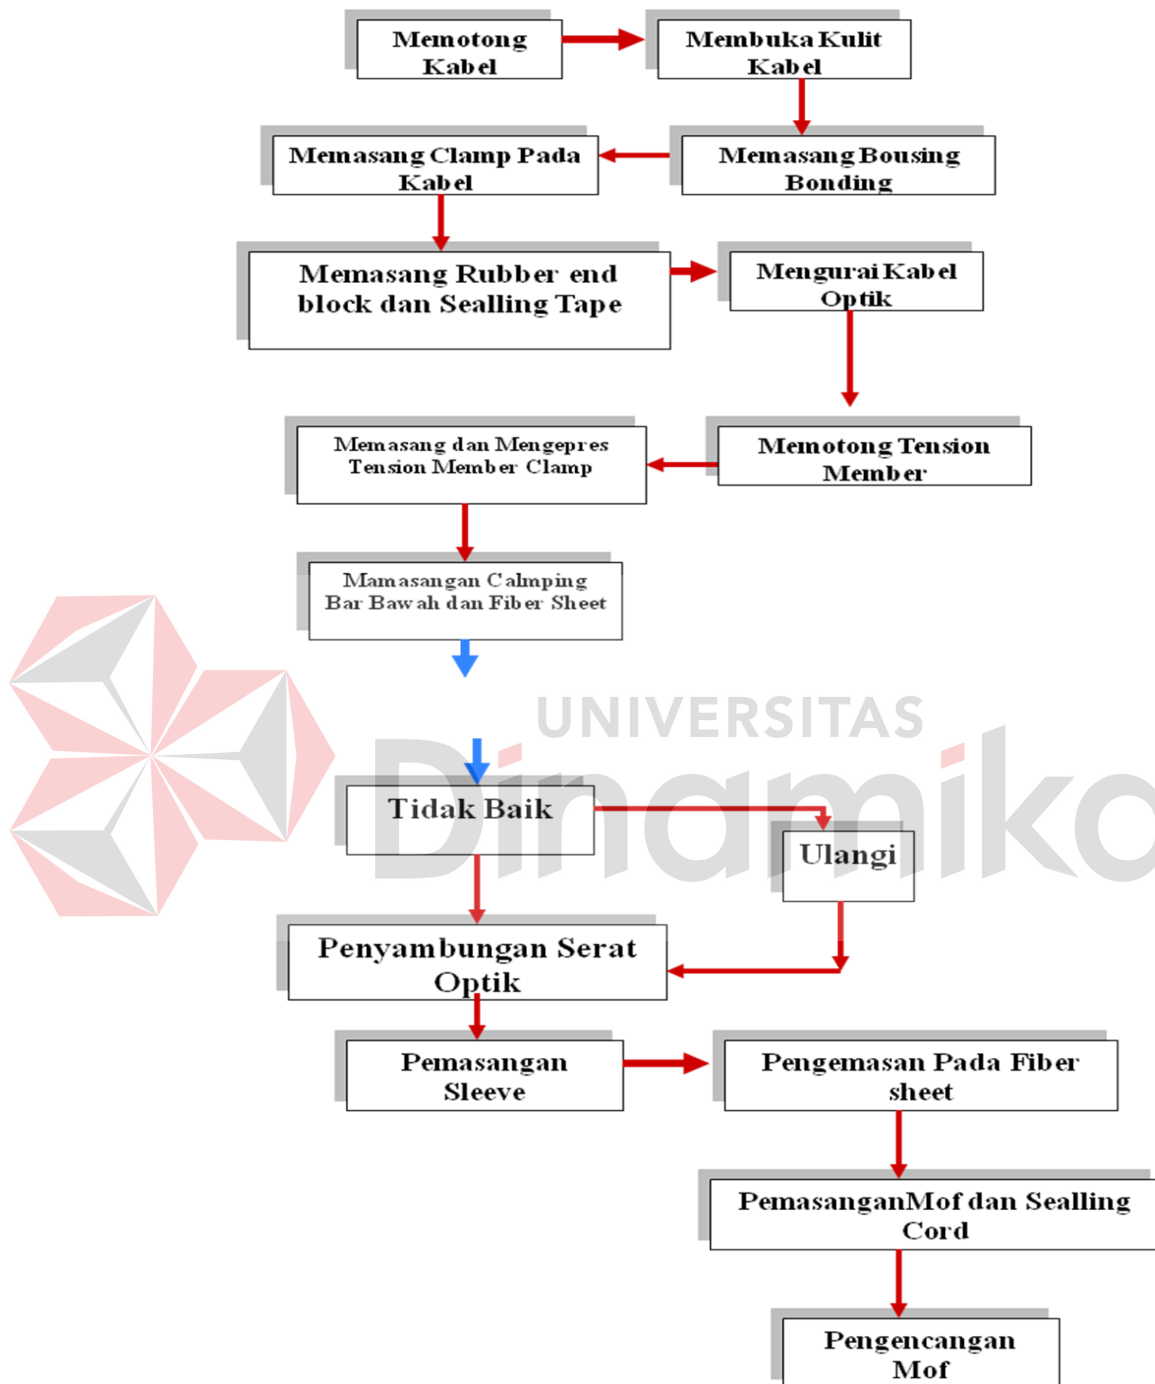 Memotong
Kabel
Membuka Kulit
Kabel
Memasang Bousing
Bonding
Memasang Clamp Pada
Kabel
Memasang Rubber end
block dan Sealling Tape
Mengurai Kabel
Optik
Memotong Tension
Member
Memasang dan Mengepres
Tension Member Clamp
Mamasangan Calmping
Bar Bawah dan Fiber Sheet
UNIVERSITAS
Dinamika
Tidak Baik
Ulangi
Penyambungan Serat
Optik
Pemasangan
Sleeve
Pengemasan Pada Fiber
sheet
PemasanganMof dan Sealling
Cord
Pengencangan
Mof